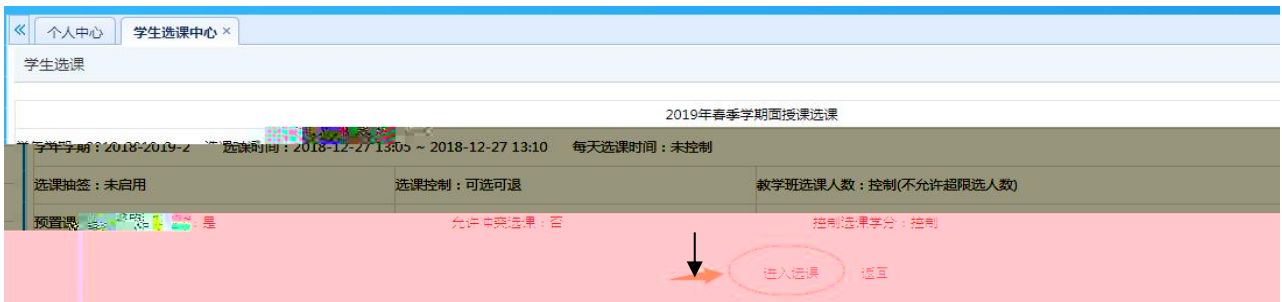 个人中心 学生选课中心
学生选课
2019年春季学期面授课选课
学年学期：2018-2019-2 选课时间：2018-12-27 13:05 ~ 2018-12-27 13:10 每天选课时间：未控制
选课抽签：未启用 选课控制：可选可退 教学班选课人数：控制(不允许超限选人数)
预置课 ：是 允许冲突选课：否 控制选课学分：控制
进入选课 返回